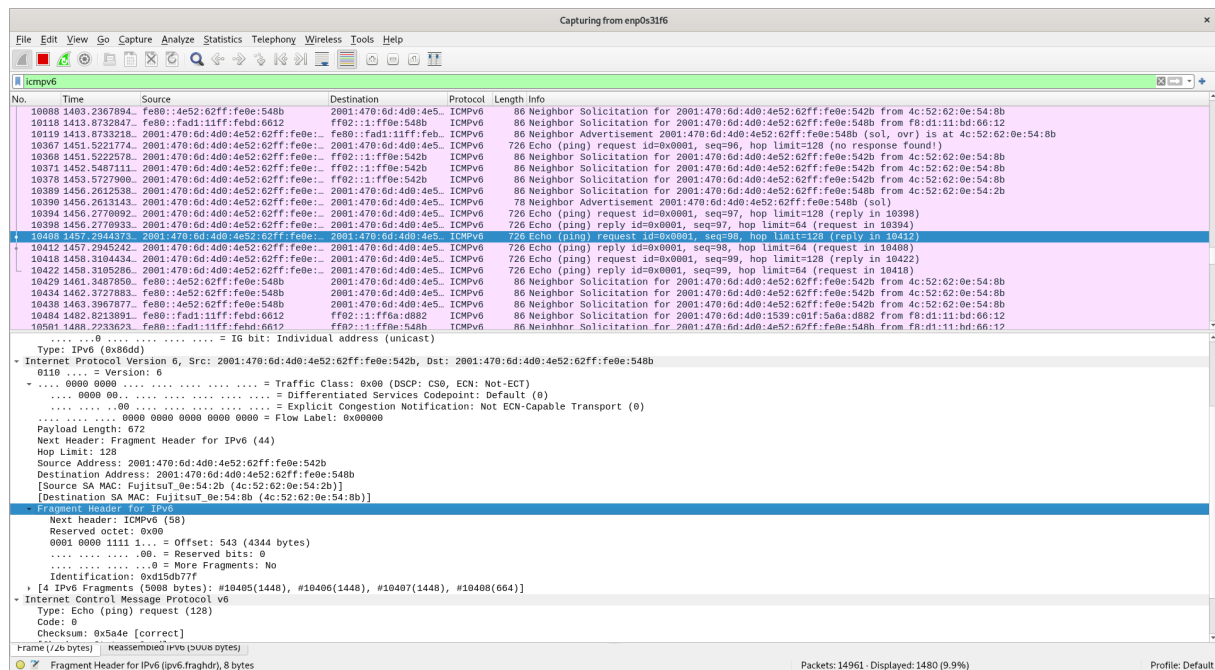 Capturing from enp0s31f6
File Edit View Go Capture Analyze Statistics Telephony Wireless Tools Help
icmpv6
No. Time Source Destination Protocol Length Info
10088 1403.2367894… fe80::4e52:62ff:fe0e:548b 2001:470:6d:4d0:4e5… ICMPv6 86 Neighbor Solicitation for 2001:470:6d:4d0:4e52:62ff:fe0e:542b from 4c:52:62:0e:54:8b
10118 1413.8732847… fe80::fad1:11ff:febd:6612 ff02::1:ff0e:548b ICMPv6 86 Neighbor Solicitation for 2001:470:6d:4d0:4e52:62ff:fe0e:548b from f8:d1:11:bd:66:12
10119 1413.8733218… 2001:470:6d:4d0:4e52:62ff:fe0e:… fe80::fad1:11ff:feb… ICMPv6 86 Neighbor Advertisement 2001:470:6d:4d0:4e52:62ff:fe0e:548b (sol, ovr) is at 4c:52:62:0e:54:8b
10367 1451.5221774… 2001:470:6d:4d0:4e52:62ff:fe0e:… 2001:470:6d:4d0:4e5… ICMPv6 726 Echo (ping) request id=0x0001, seq=96, hop limit=128 (no response found!)
10368 1451.5222578… 2001:470:6d:4d0:4e52:62ff:fe0e:… ff02::1:ff0e:542b ICMPv6 86 Neighbor Solicitation for 2001:470:6d:4d0:4e52:62ff:fe0e:542b from 4c:52:62:0e:54:8b
10371 1452.5487111… 2001:470:6d:4d0:4e52:62ff:fe0e:… ff02::1:ff0e:542b ICMPv6 86 Neighbor Solicitation for 2001:470:6d:4d0:4e52:62ff:fe0e:542b from 4c:52:62:0e:54:8b
10378 1453.5727900… 2001:470:6d:4d0:4e52:62ff:fe0e:… ff02::1:ff0e:542b ICMPv6 86 Neighbor Solicitation for 2001:470:6d:4d0:4e52:62ff:fe0e:542b from 4c:52:62:0e:54:8b
10389 1456.2612538… 2001:470:6d:4d0:4e52:62ff:fe0e:… 2001:470:6d:4d0:4e5… ICMPv6 86 Neighbor Solicitation for 2001:470:6d:4d0:4e52:62ff:fe0e:548b from 4c:52:62:0e:54:2b
10390 1456.2613143… 2001:470:6d:4d0:4e52:62ff:fe0e:… 2001:470:6d:4d0:4e5… ICMPv6 78 Neighbor Advertisement 2001:470:6d:4d0:4e52:62ff:fe0e:548b (sol)
10394 1456.2770092… 2001:470:6d:4d0:4e52:62ff:fe0e:… 2001:470:6d:4d0:4e5… ICMPv6 726 Echo (ping) request id=0x0001, seq=97, hop limit=128 (reply in 10398)
10398 1456.2770933… 2001:470:6d:4d0:4e52:62ff:fe0e:… 2001:470:6d:4d0:4e5… ICMPv6 726 Echo (ping) reply id=0x0001, seq=97, hop limit=64 (request in 10394)
10408 1457.2944373… 2001:470:6d:4d0:4e52:62ff:fe0e:… 2001:470:6d:4d0:4e5… ICMPv6 726 Echo (ping) request id=0x0001, seq=98, hop limit=128 (reply in 10412)
10412 1457.2945242… 2001:470:6d:4d0:4e52:62ff:fe0e:… 2001:470:6d:4d0:4e5… ICMPv6 726 Echo (ping) reply id=0x0001, seq=98, hop limit=64 (request in 10408)
10418 1458.3104434… 2001:470:6d:4d0:4e52:62ff:fe0e:… 2001:470:6d:4d0:4e5… ICMPv6 726 Echo (ping) request id=0x0001, seq=99, hop limit=128 (reply in 10422)
10422 1458.3105286… 2001:470:6d:4d0:4e52:62ff:fe0e:… 2001:470:6d:4d0:4e5… ICMPv6 726 Echo (ping) reply id=0x0001, seq=99, hop limit=64 (request in 10418)
10429 1461.3487850… fe80::4e52:62ff:fe0e:548b 2001:470:6d:4d0:4e5… ICMPv6 86 Neighbor Solicitation for 2001:470:6d:4d0:4e52:62ff:fe0e:542b from 4c:52:62:0e:54:8b
10434 1462.3727883… fe80::4e52:62ff:fe0e:548b 2001:470:6d:4d0:4e5… ICMPv6 86 Neighbor Solicitation for 2001:470:6d:4d0:4e52:62ff:fe0e:542b from 4c:52:62:0e:54:8b
10438 1463.3967877… fe80::4e52:62ff:fe0e:548b 2001:470:6d:4d0:4e5… ICMPv6 86 Neighbor Solicitation for 2001:470:6d:4d0:4e52:62ff:fe0e:542b from 4c:52:62:0e:54:8b
10484 1482.8213891… fe80::fad1:11ff:febd:6612 ff02::1:ff6a:d882 ICMPv6 86 Neighbor Solicitation for 2001:470:6d:4d0:1539:c01f:5a6a:d882 from f8:d1:11:bd:66:12
10501 1488.2233623… fe80::fad1:11ff:febd:6612 ff02::1:ff0e:548b ICMPv6 86 Neighbor Solicitation for 2001:470:6d:4d0:4e52:62ff:fe0e:548b from f8:d1:11:bd:66:12
.... ...0 .... .... .... .... = IG bit: Individual address (unicast)
Type: IPv6 (0x86dd)
Internet Protocol Version 6, Src: 2001:470:6d:4d0:4e52:62ff:fe0e:542b, Dst: 2001:470:6d:4d0:4e52:62ff:fe0e:548b
0110 .... = Version: 6
.... 0000 0000 .... .... .... .... .... = Traffic Class: 0x00 (DSCP: CS0, ECN: Not-ECT)
.... 0000 00.. .... .... .... .... .... = Differentiated Services Codepoint: Default (0)
.... .... ..00 .... .... .... .... .... = Explicit Congestion Notification: Not ECN-Capable Transport (0)
.... .... .... 0000 0000 0000 0000 0000 = Flow Label: 0x00000
Payload Length: 672
Next Header: Fragment Header for IPv6 (44)
Hop Limit: 128
Source Address: 2001:470:6d:4d0:4e52:62ff:fe0e:542b
Destination Address: 2001:470:6d:4d0:4e52:62ff:fe0e:548b
[Source SA MAC: FujitsuT_0e:54:2b (4c:52:62:0e:54:2b)]
[Destination SA MAC: FujitsuT_0e:54:8b (4c:52:62:0e:54:8b)]
Fragment Header for IPv6
Next header: ICMPv6 (58)
Reserved octet: 0x00
0001 0000 1111 1... = Offset: 543 (4344 bytes)
.... .... .... .00. = Reserved bits: 0
.... .... .... ...0 = More Fragments: No
Identification: 0xd15db77f
[4 IPv6 Fragments (5008 bytes): #10405(1448), #10406(1448), #10407(1448), #10408(664)]
Internet Control Message Protocol v6
Type: Echo (ping) request (128)
Code: 0
Checksum: 0x5a4e [correct]
Frame (726 bytes) Reassembled IPv6 (5008 bytes)
Fragment Header for IPv6 (ipv6.fraghdr), 8 bytes Packets: 14961 · Displayed: 1480 (9.9%) Profile: Default